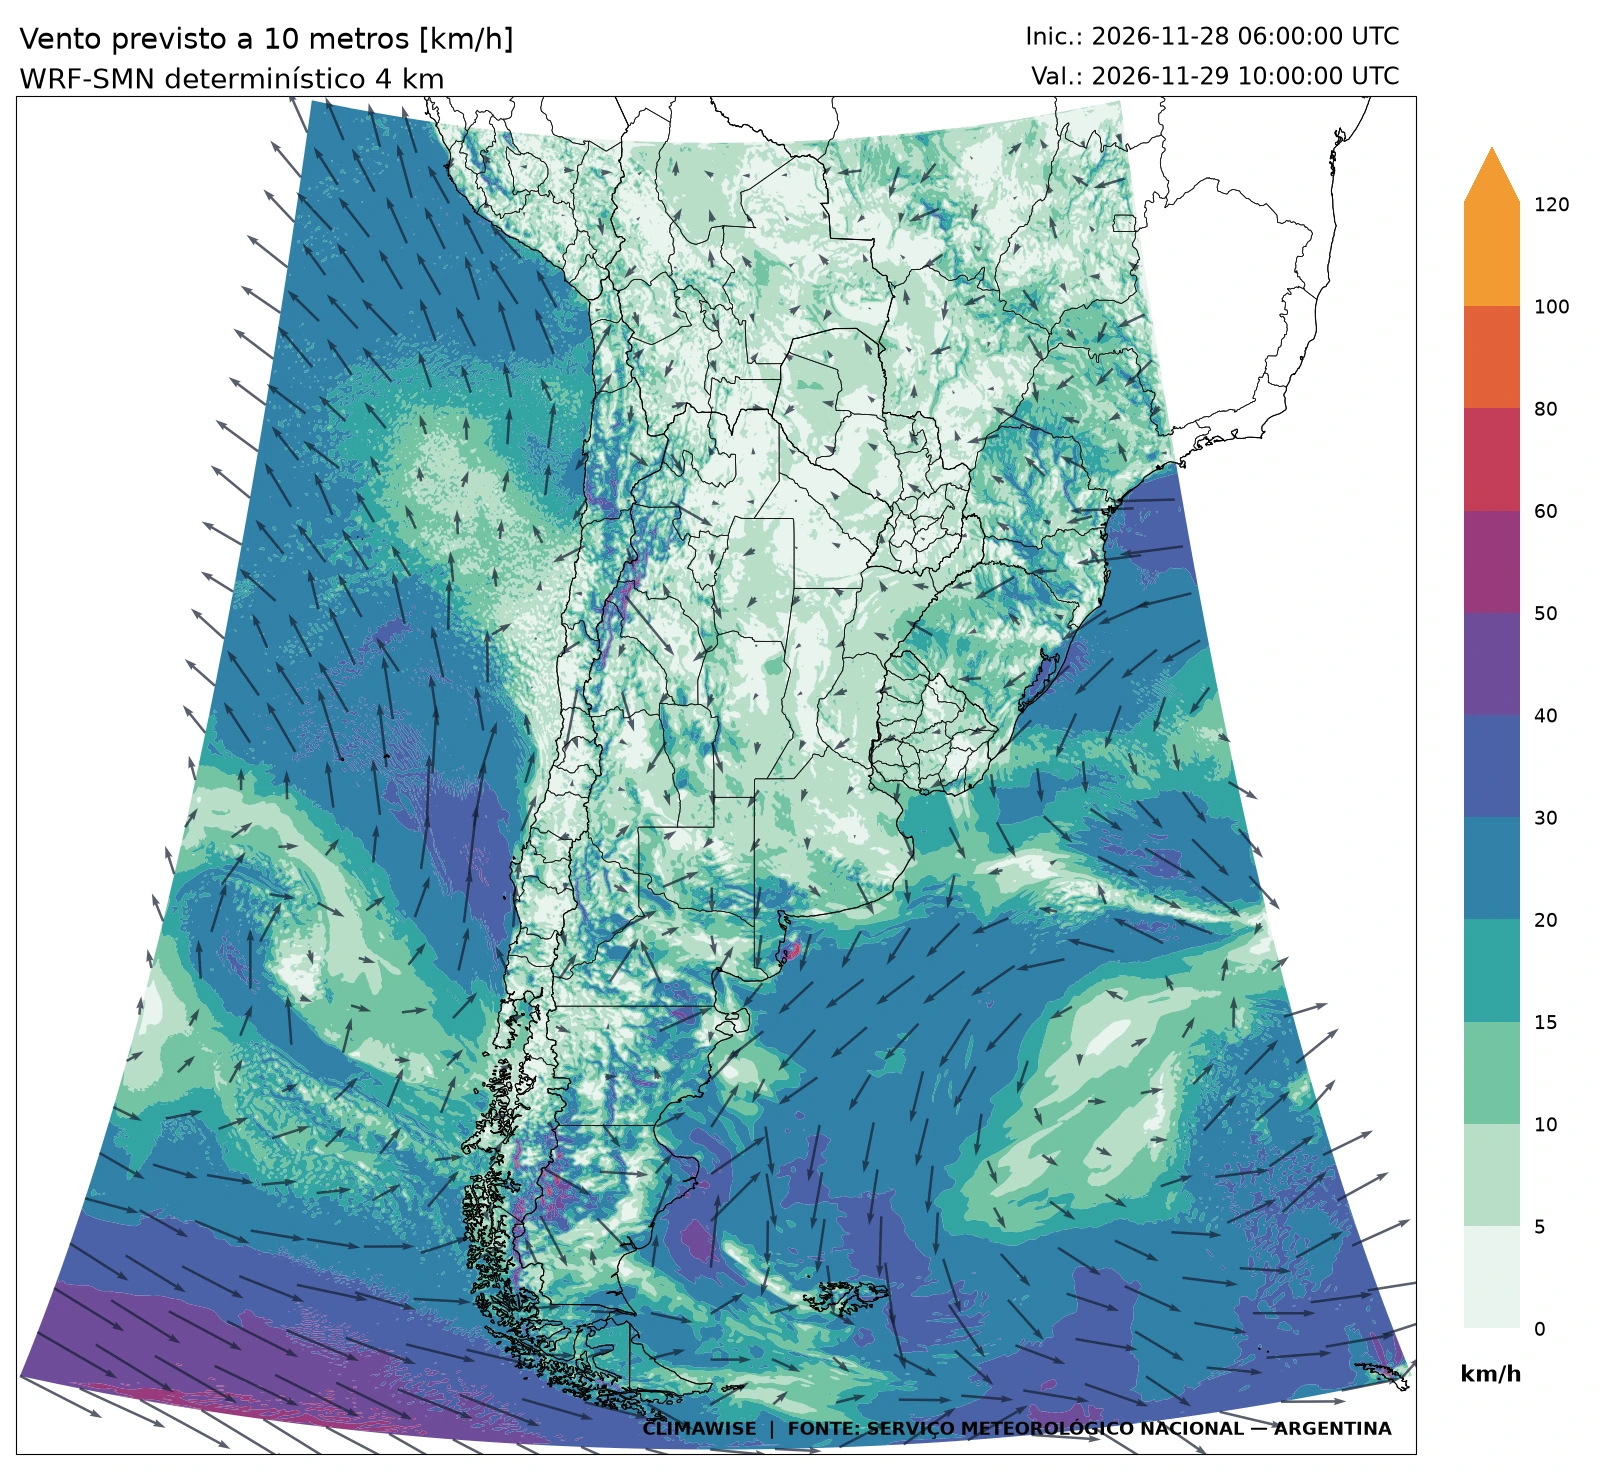 Vento previsto a 10 metros [km/h]
WRF-SMN determinístico 4 km
Inic.: 2026-11-28 06:00:00 UTC
Val.: 2026-11-29 10:00:00 UTC
120
100
80
60
50
40
30
20
15
10
5
0
km/h
CLIMAWISE | FONTE: SERVIÇO METEOROLÓGICO NACIONAL — ARGENTINA